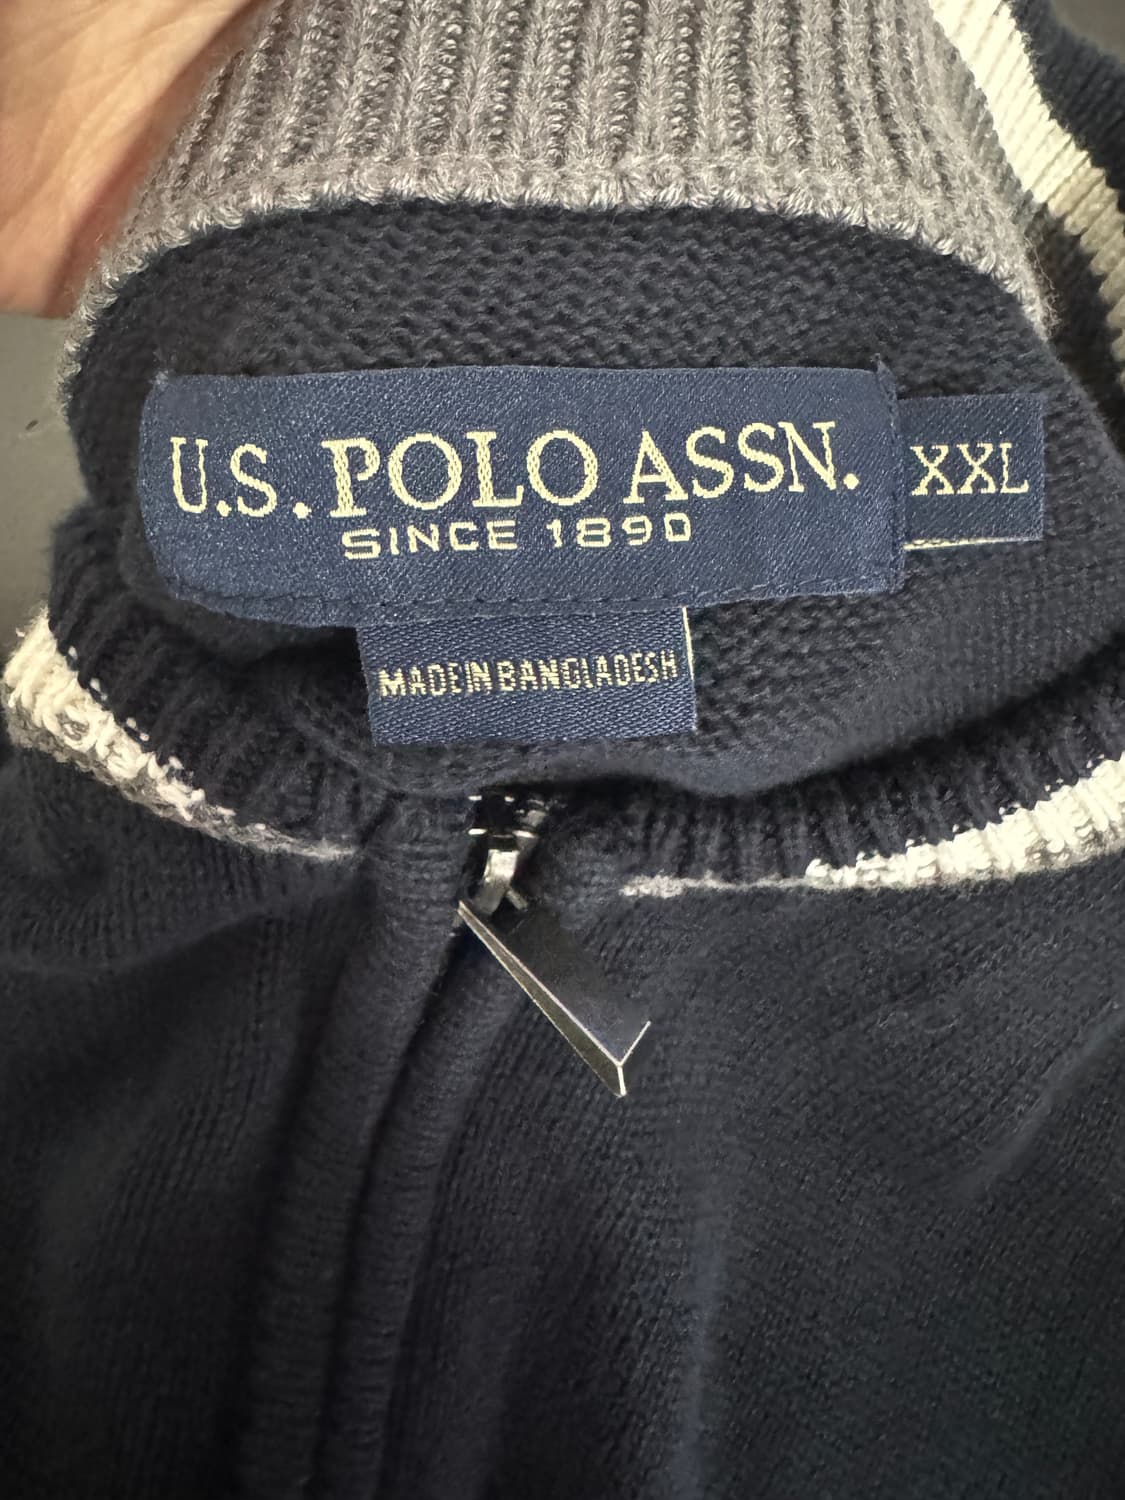 U.S. POLO ASSN.
SINCE 1890
XXL
MADE IN BANGLADESH